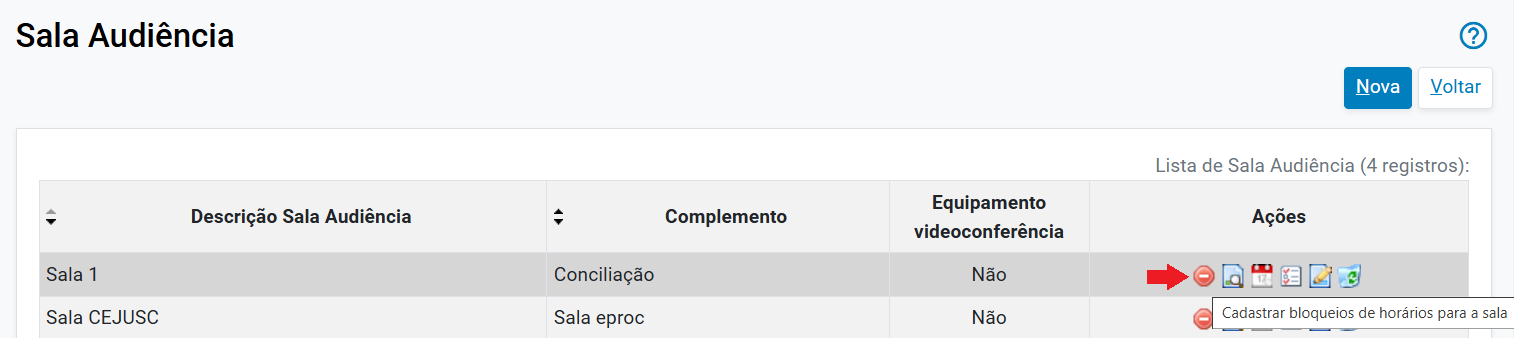 Sala Audiência
Nova Voltar
Lista de Sala Audiência (4 registros):
Descrição Sala Audiência Complemento Equipamento videoconferência Ações
Sala 1 Conciliação Não
Sala CEJUSC Sala eproc Não
Cadastrar bloqueios de horários para a sala